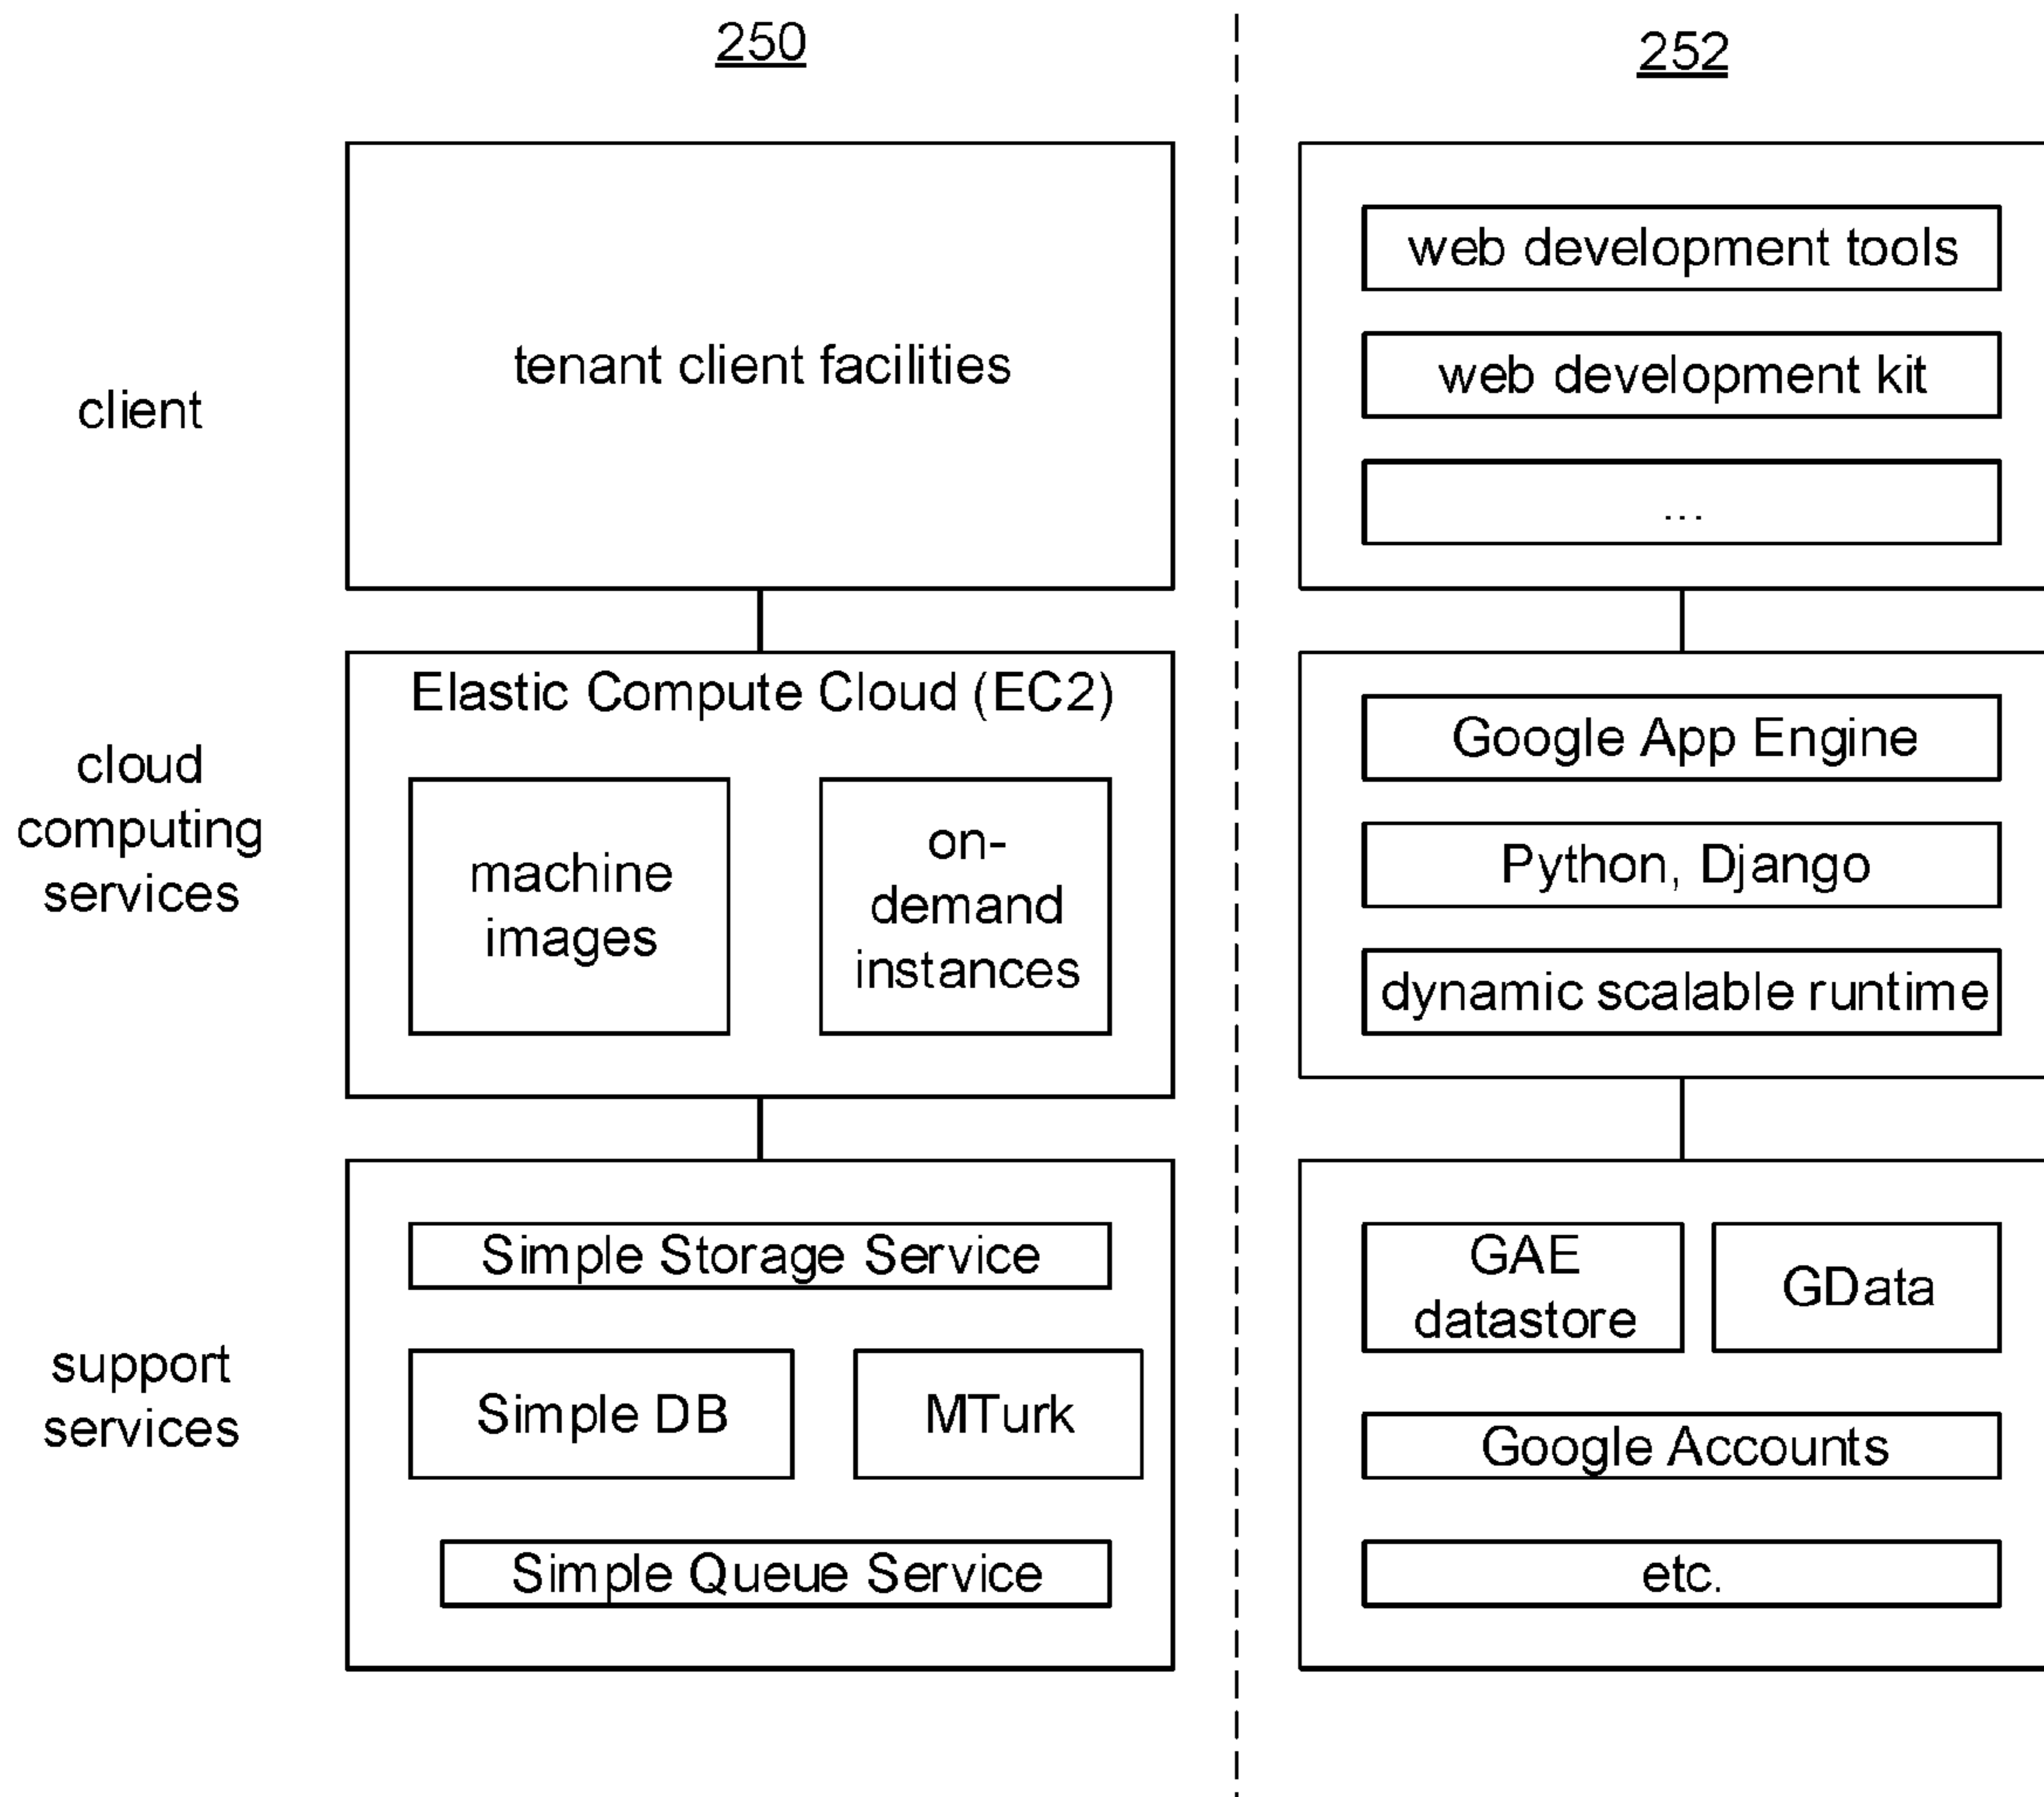 250
252
client
tenant client facilities
web development tools
web development kit
...
cloud
computing
services
Elastic Compute Cloud (EC2)
machine
images
on-
demand
instances
Google App Engine
Python, Django
dynamic scalable runtime
support
services
Simple Storage Service
Simple DB
MTurk
Simple Queue Service
GAE
datastore
GData
Google Accounts
etc.